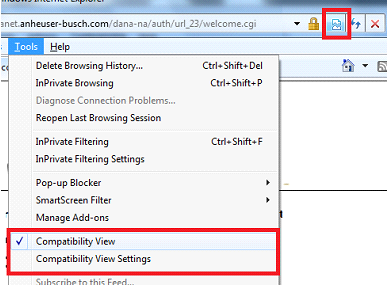 Windows Internet Explorer
anet.anheuser-busch.com/dana-na/auth/url_23/welcome.cgi
Tools Help
Delete Browsing History... Ctrl+Shift+Del
InPrivate Browsing Ctrl+Shift+P
Diagnose Connection Problems...
Reopen Last Browsing Session
InPrivate Filtering Ctrl+Shift+F
InPrivate Filtering Settings
Pop-up Blocker
SmartScreen Filter
Manage Add-ons
Compatibility View
Compatibility View Settings
Subscribe to this Feed...